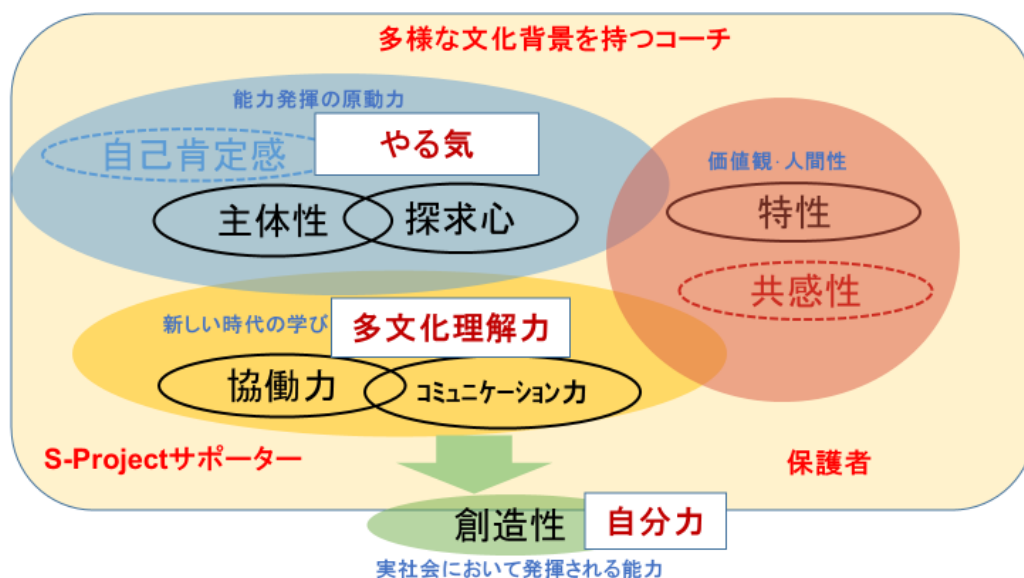 多様な文化背景を持つコーチ
能力発揮の原動力
自己肯定感
やる気
主体性
探求心
価値観・人間性
特性
共感性
新しい時代の学び
多文化理解力
協働力
コミュニケーション力
S-Projectサポーター
保護者
創造性
自分力
実社会において発揮される能力